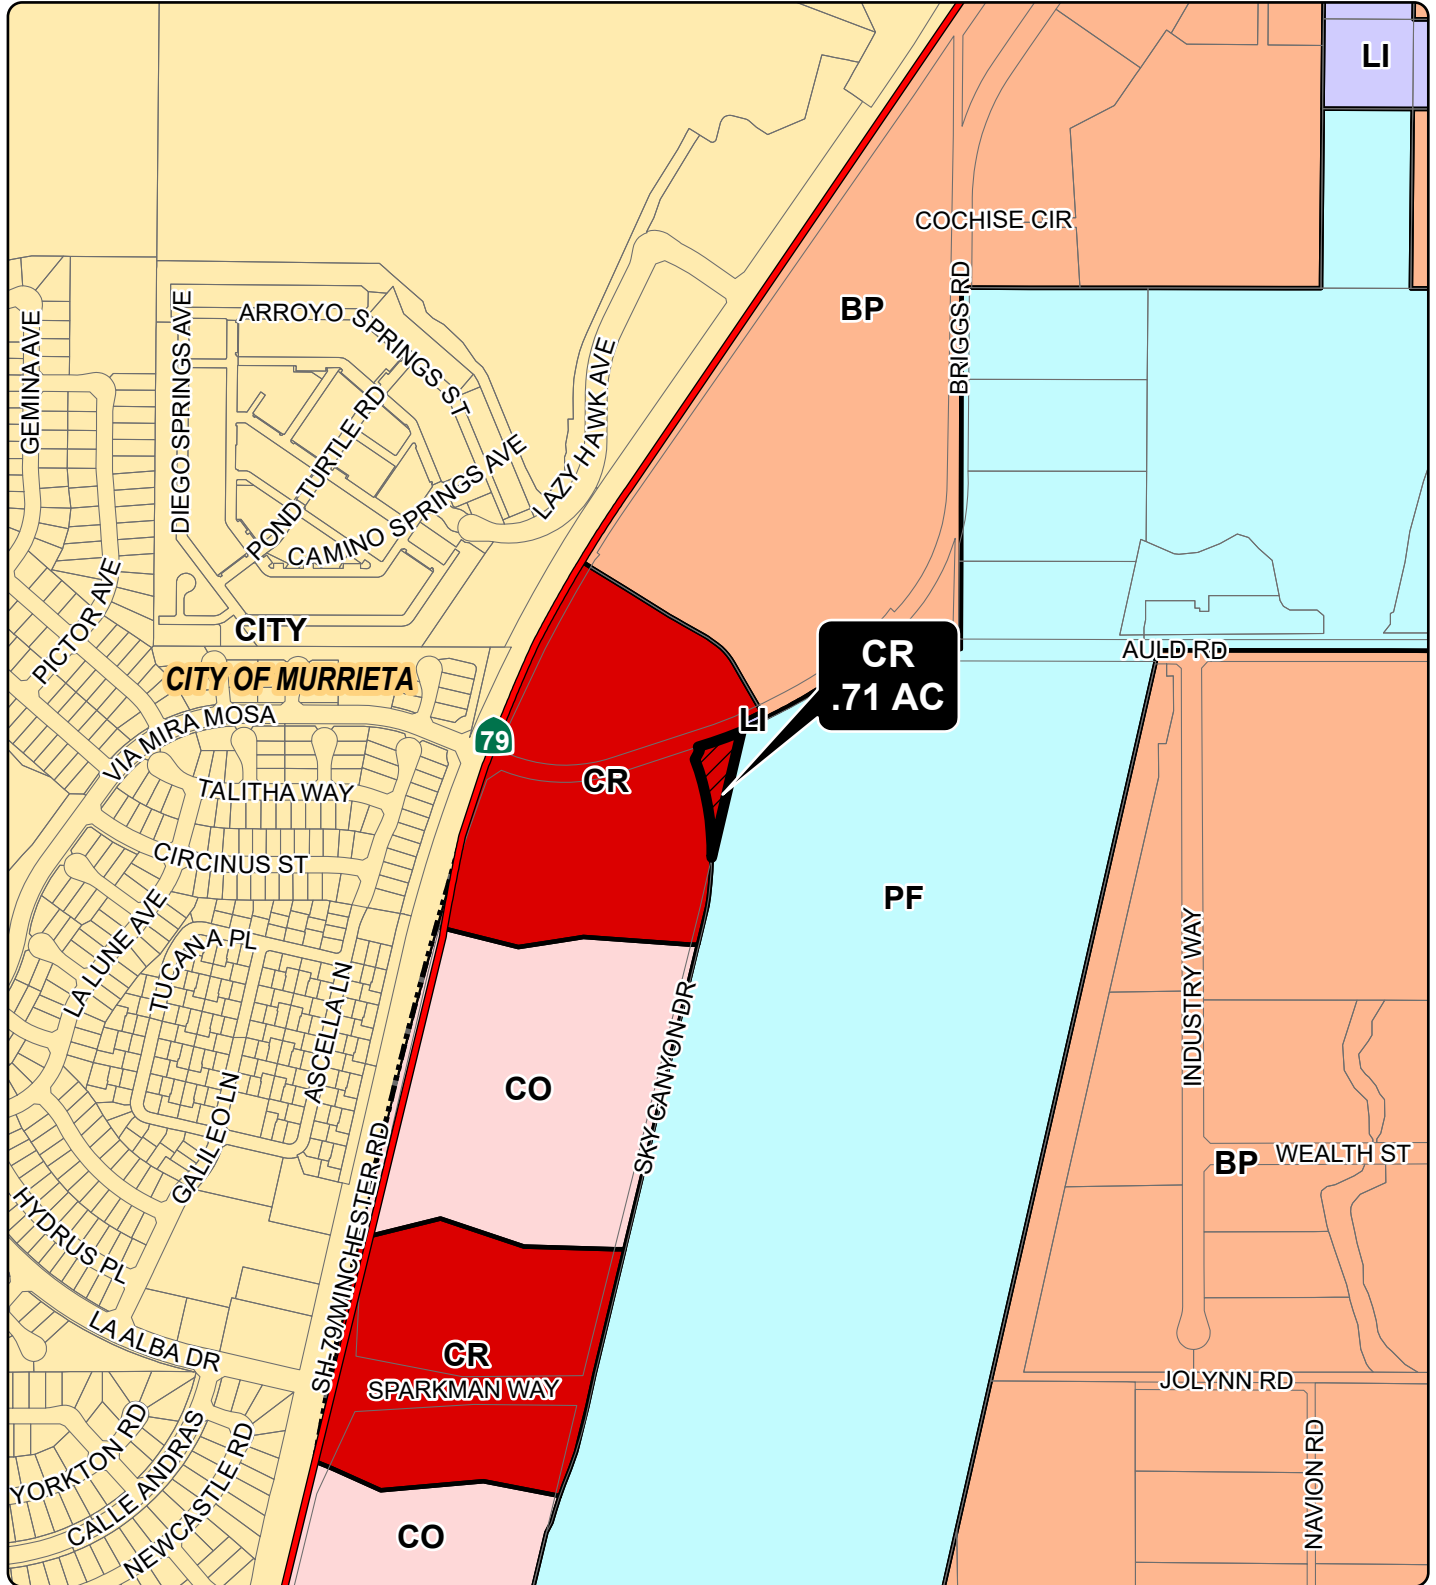 LI
COCHISE CIR
BP
BRIGGS RD
ARROYO SPRINGS ST
GEMINA AVE
DIEGO SPRINGS AVE
POND TURTLE RD
LAZY HAWK AVE
CAMINO SPRINGS AVE
PICTOR AVE
CITY
CITY OF MURRIETA
AULD RD
CR
.71 AC
LI
VIA MIRA MOSA
79
CR
TALITHA WAY
CIRCINUS ST
PF
LA LUNE AVE
TUCANA PL
ASCELLA LN
INDUSTRY WAY
SKY CANYON DR
CO
GALILEO LN
WEALTH ST
BP
HYDRUS PL
SH-79/WINCHESTER RD
LA ALBA DR
CR
SPARKMAN WAY
JOLYNN RD
YORKTON RD
CALLE ANDRAS
NEWCASTLE RD
NAVION RD
CO